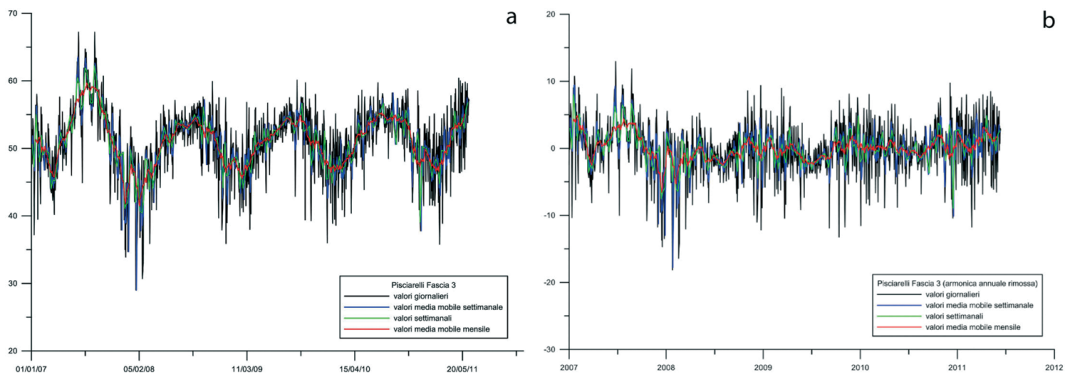 a
70
60
50
40
30
20
01/01/07
05/02/08
11/03/09
15/04/10
20/05/11
Pisciarelli Fascia 3
valori giornalieri
valori media mobile settimanale
valori settimanali
valori media mobile mensile
b
20
10
0
-10
-20
-30
2007
2008
2009
2010
2011
2012
Pisciarelli Fascia 3 (armonica annuale rimossa)
valori giornalieri
valori media mobile settimanale
valori settimanali
valori media mobile mensile